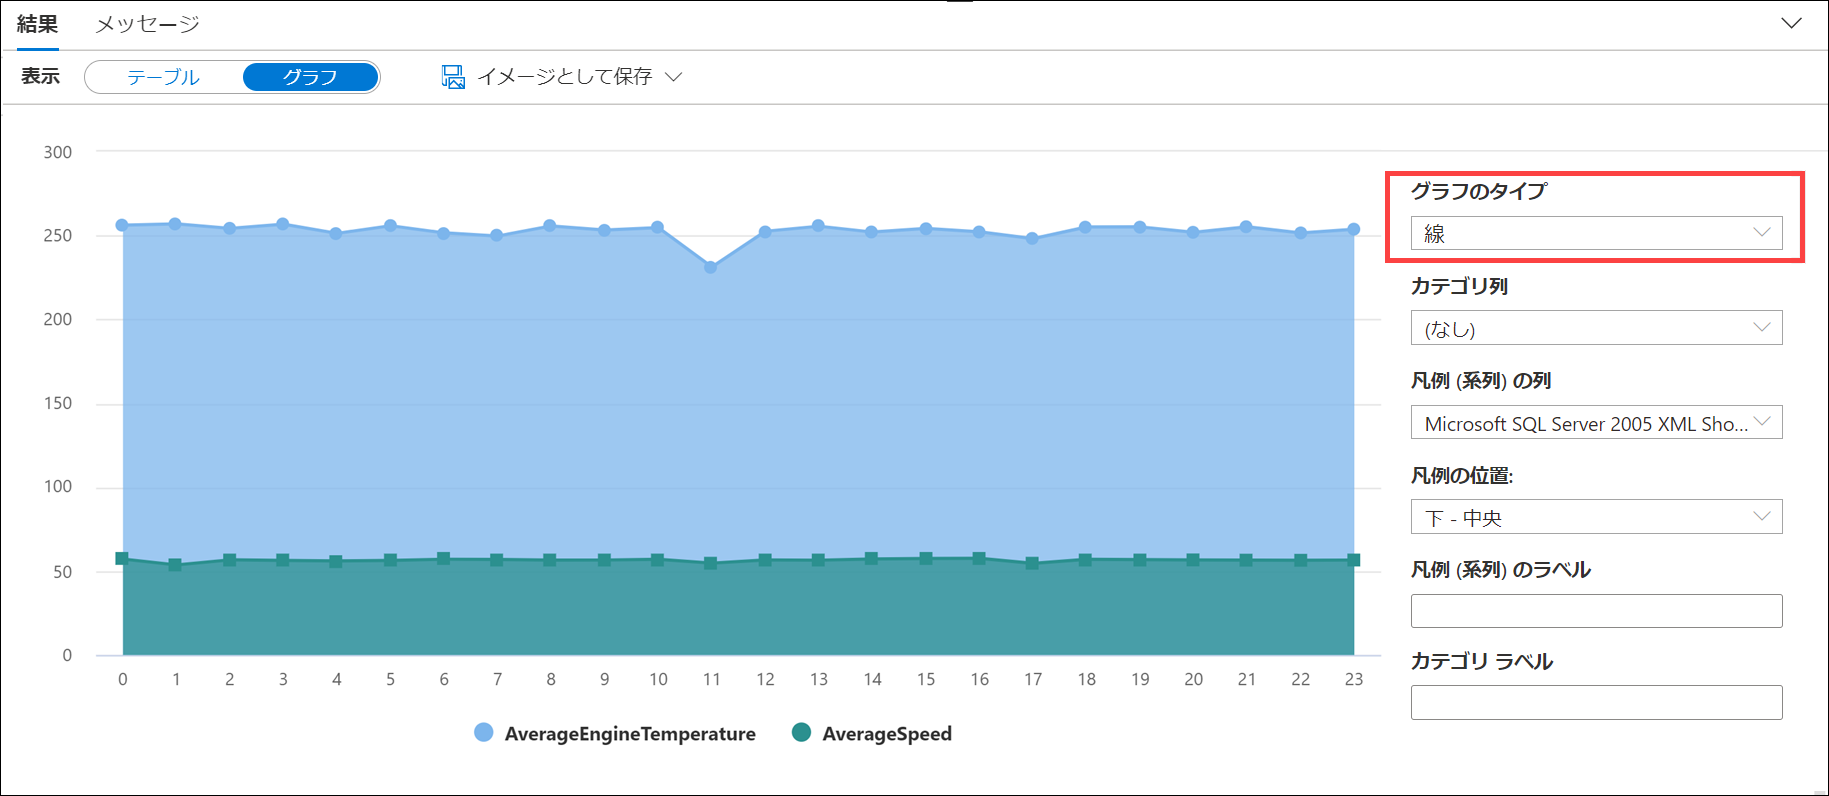 結果 メッセージ
表示 テーブル グラフ イメージとして保存
300
250
200
150
100
50
0
0 1 2 3 4 5 6 7 8 9 10 11 12 13 14 15 16 17 18 19 20 21 22 23
AverageEngineTemperature AverageSpeed
グラフのタイプ
線
カテゴリ列
(なし)
凡例 (系列) の列
Microsoft SQL Server 2005 XML Sho...
凡例の位置:
下 - 中央
凡例 (系列) のラベル
カテゴリ ラベル